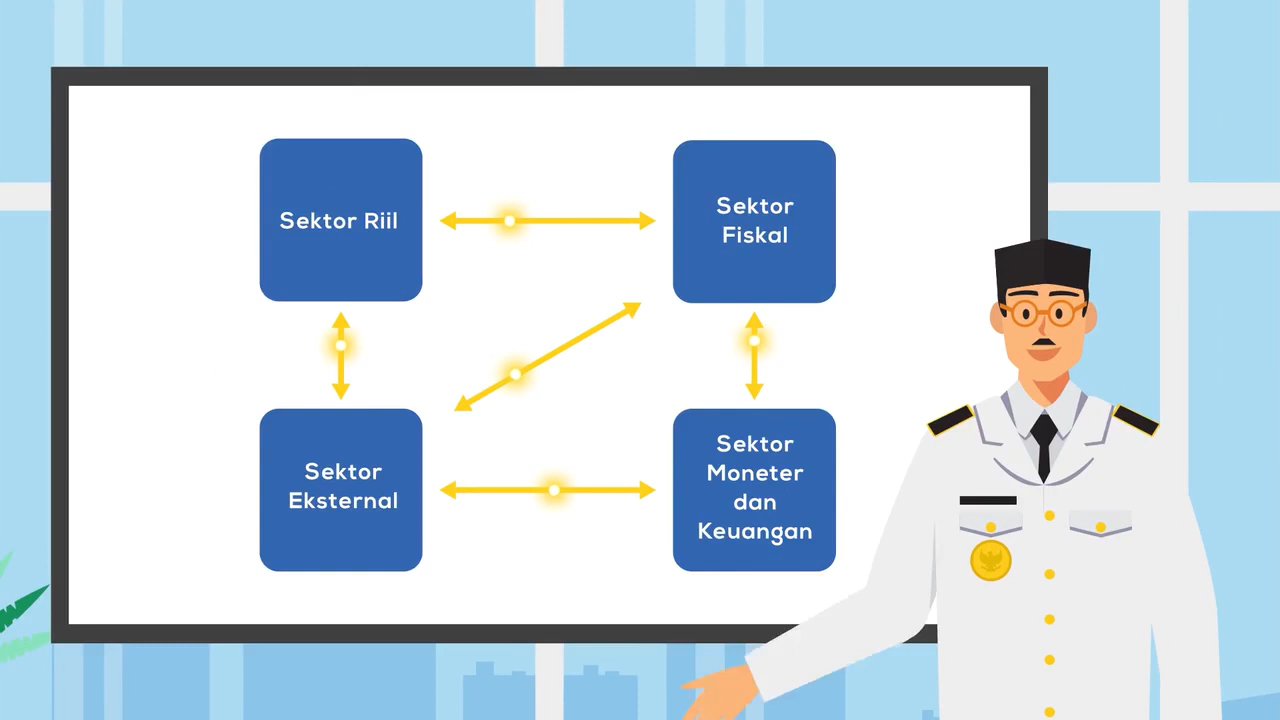 Sektor Riil
Sektor
Fiskal
Sektor
Eksternal
Sektor
Moneter
dan
Keuangan